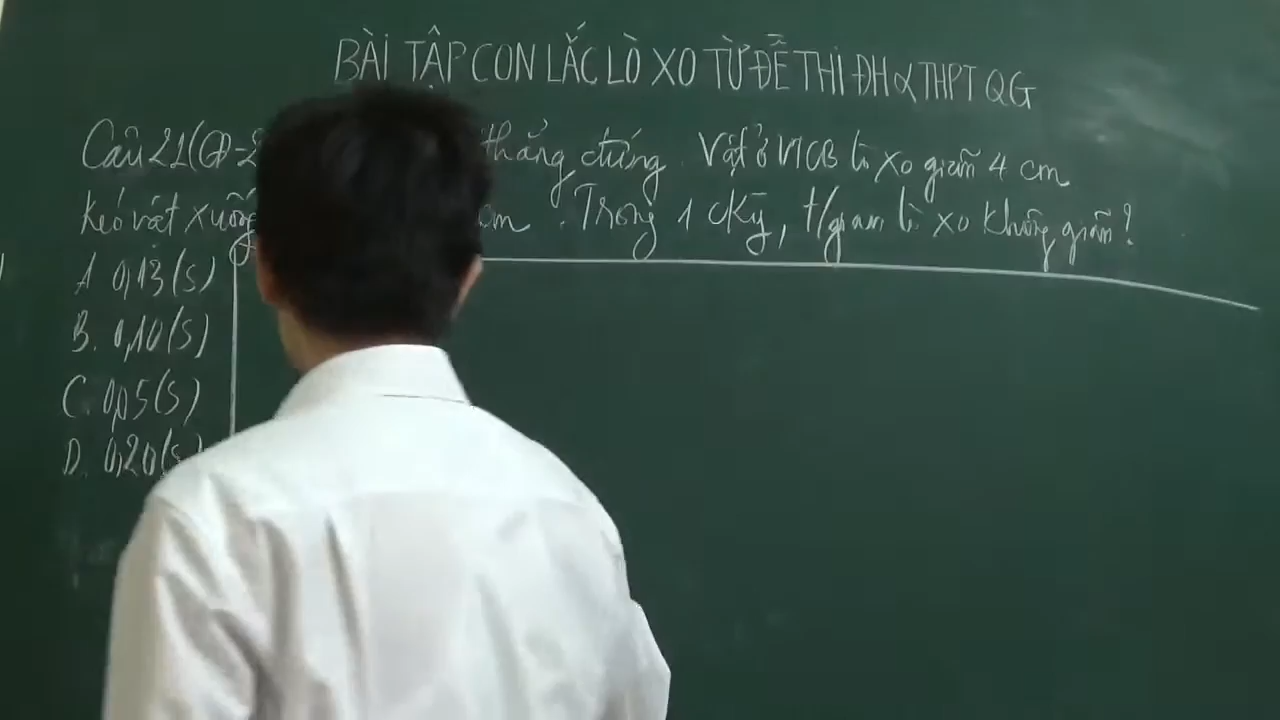 BÀI TẬP CON LẮC LÒ XO TỪ ĐỀ THI ĐH & THPT QG
Câu 21 thẳng đứng. Vật ở VTCB lò xo giãn 4 cm
kéo vật xuống cm. Trong 1 ckỳ, t/gian lò xo không giãn?
A 0,13(s)
B. 0,10(s)
C. 0,05(s)
D. 0,20(s)